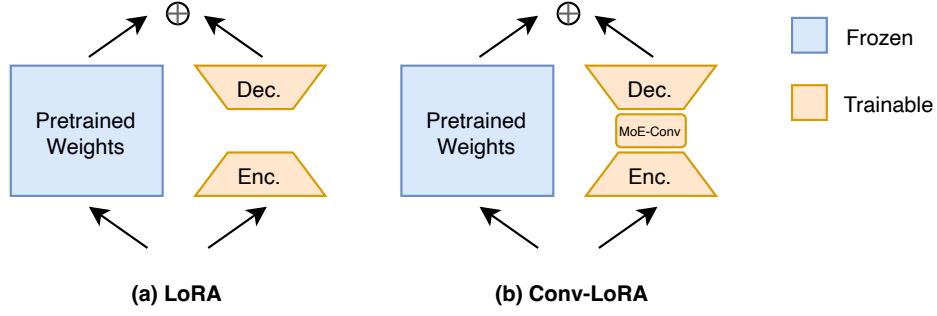 Dec.
Pretrained
Weights
Enc.
(a) LoRA
Dec.
Pretrained
Weights
MoE-Conv
Enc.
(b) Conv-LoRA
Frozen
Trainable